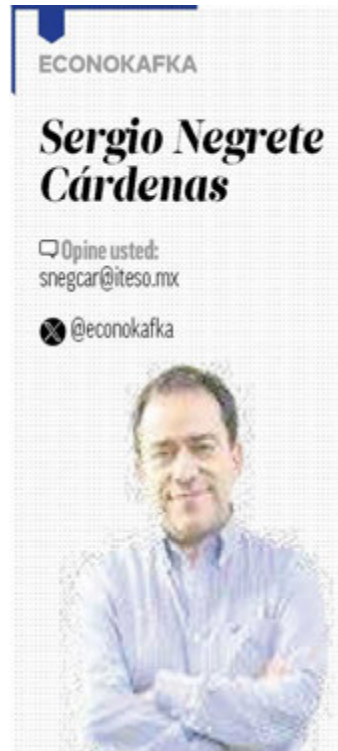 ECONOKAFKA
Sergio Negrete
Cárdenas
Opine usted:
snegcar@iteso.mx
@econokafka